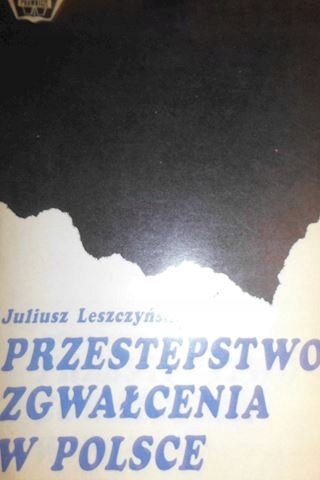 Juliusz Leszczyńs
PRZESTĘPSTWO
ZGWAŁCENIA
W POLSCE